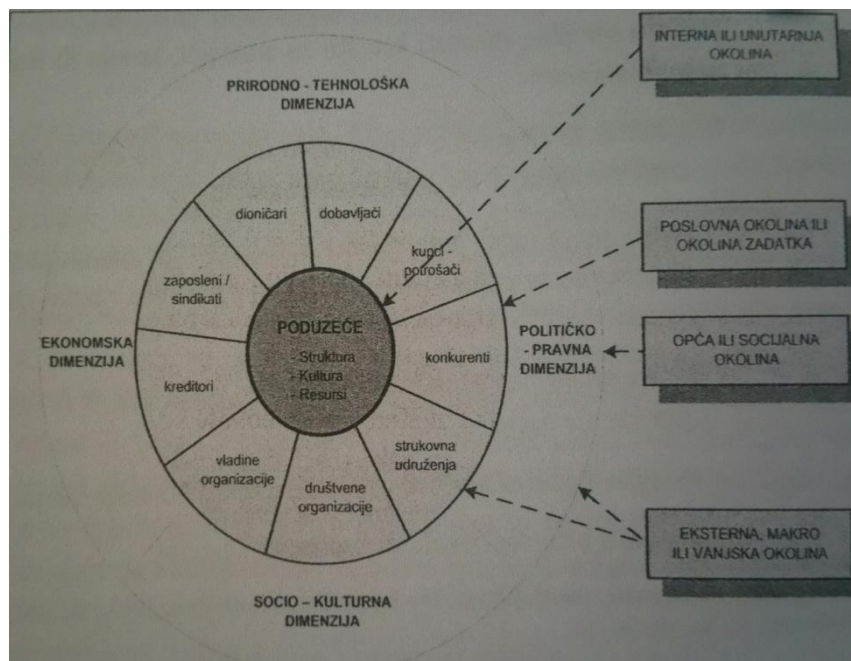 INTERNA ILI UNUTARNJA
OKOLINA
PRIRODNO - TEHNOLOŠKA
DIMENZIJA
dioničari
dobavljači
kupci -
potrošači
POSLOVNA OKOLINA ILI
OKOLINA ZADATKA
zaposleni /
sindikati
PODUZEĆE
- Struktura
- Kultura
- Resursi
EKONOMSKA
DIMENZIJA
konkurenti
POLITIČKO
- PRAVNA
DIMENZIJA
OPĆA ILI SOCIJALNA
OKOLINA
kreditori
strukovna
udruženja
vladine
organizacije
društvene
organizacije
EKSTERNA, MAKRO
ILI VANJSKA OKOLINA
SOCIO – KULTURNA
DIMENZIJA